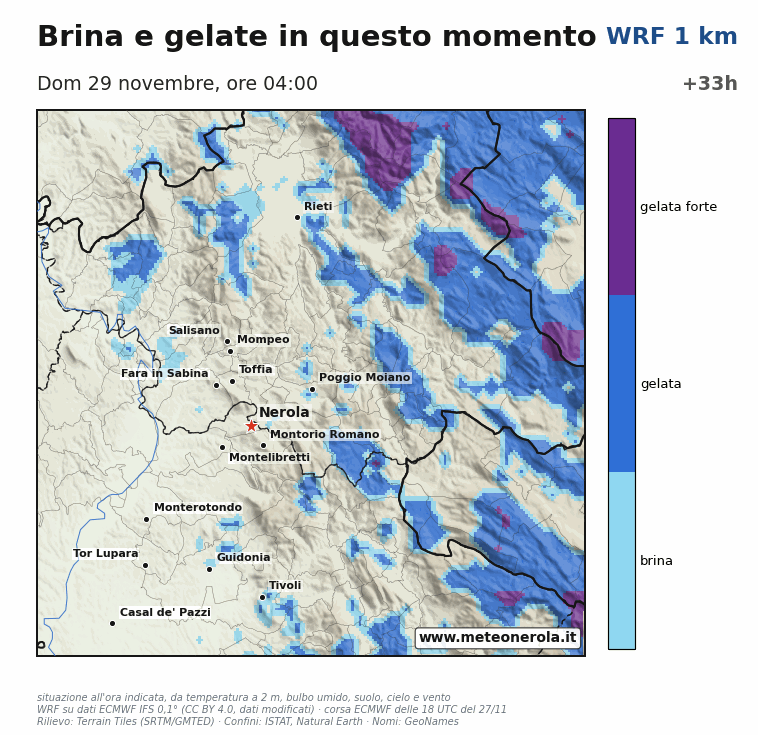 Brina e gelate in questo momento WRF 1 km
Dom 29 novembre, ore 04:00 +33h
gelata forte
Rieti
Salisano
Mompeo
Fara in Sabina
Toffia
Poggio Moiano
gelata
Nerola
Montorio Romano
Montelibretti
Monterotondo
Tor Lupara
Guidonia
brina
Tivoli
Casal de' Pazzi
www.meteonerola.it
situazione all'ora indicata, da temperatura a 2 m, bulbo umido, suolo, cielo e vento
WRF su dati ECMWF IFS 0,1° (CC BY 4.0, dati modificati) · corsa ECMWF delle 18 UTC del 27/11
Rilievo: Terrain Tiles (SRTM/GMTED) · Confini: ISTAT, Natural Earth · Nomi: GeoNames